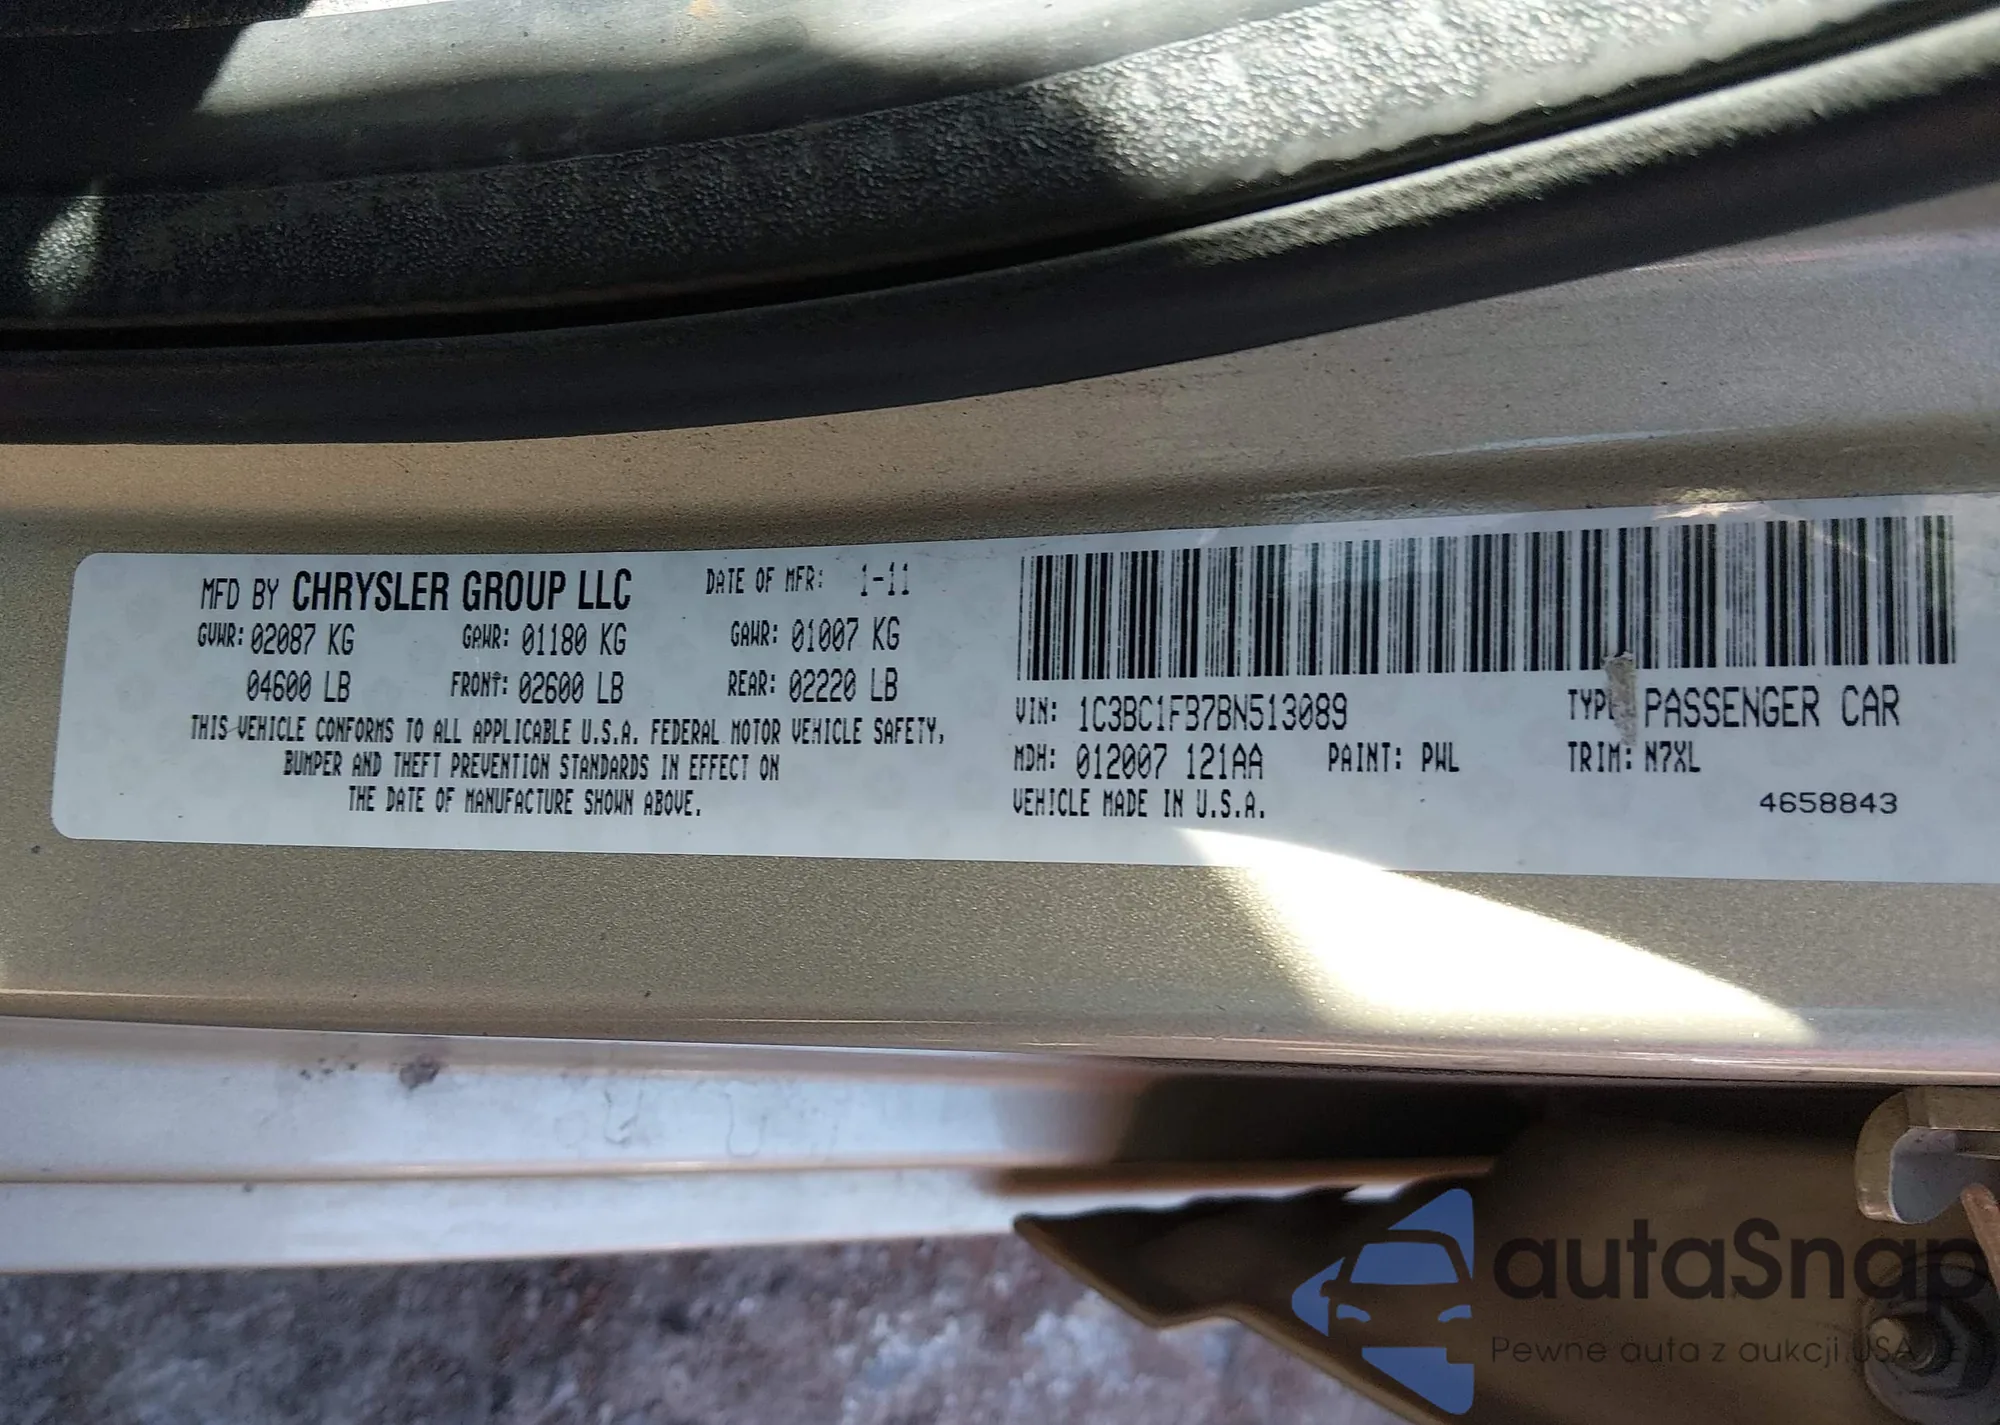 MFD BY CHRYSLER GROUP LLC DATE OF MFR: 1-11
GVWR: 02087 KG GAWR: 01180 KG GAWR: 01007 KG
04600 LB FRONT: 02600 LB REAR: 02220 LB
THIS VEHICLE CONFORMS TO ALL APPLICABLE U.S.A. FEDERAL MOTOR VEHICLE SAFETY,
BUMPER AND THEFT PREVENTION STANDARDS IN EFFECT ON
THE DATE OF MANUFACTURE SHOWN ABOVE.
VIN: 1C3BC1FB7BN513089 TYPE PASSENGER CAR
MDH: 012007 121AA PAINT: PWL TRIM: N7XL
VEHICLE MADE IN U.S.A. 4658843
autaSnap
Pewne auta z aukcji USA